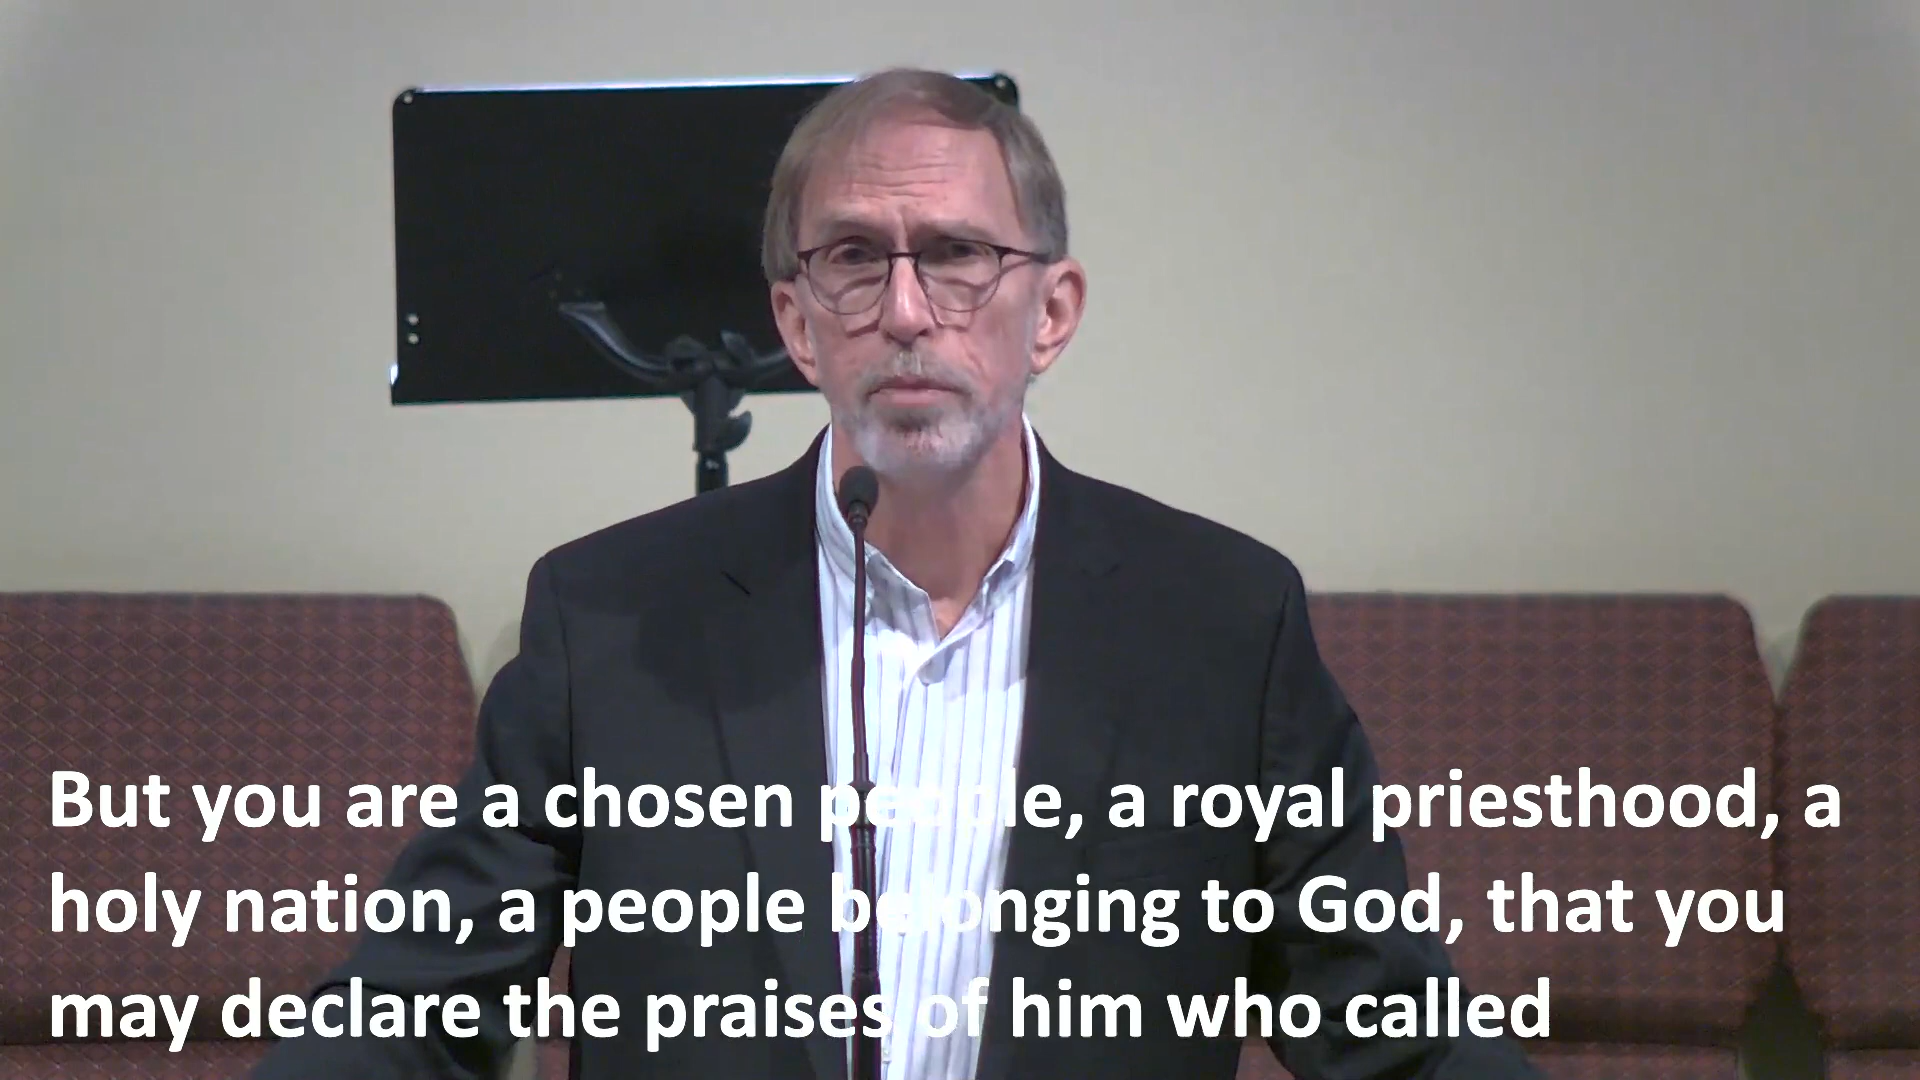 But you are a chosen people, a royal priesthood, a
holy nation, a people belonging to God, that you
may declare the praises of him who called